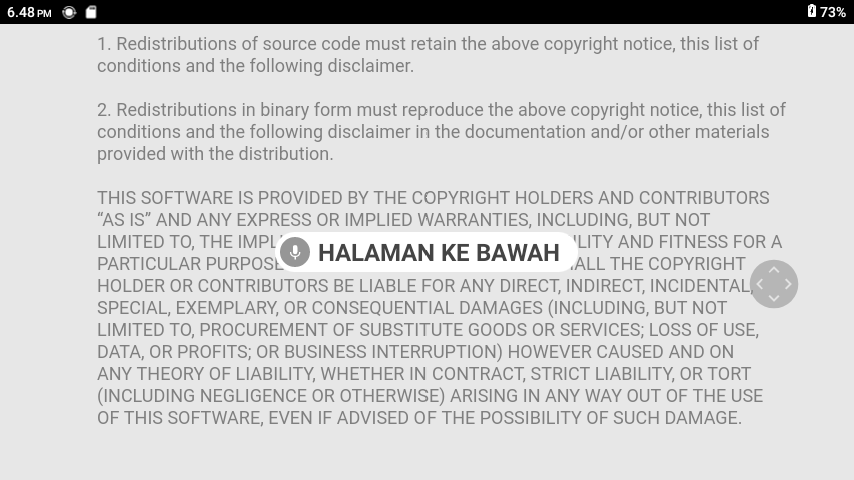 6.48 PM 73%
1. Redistributions of source code must retain the above copyright notice, this list of
conditions and the following disclaimer.
2. Redistributions in binary form must reproduce the above copyright notice, this list of
conditions and the following disclaimer in the documentation and/or other materials
provided with the distribution.
THIS SOFTWARE IS PROVIDED BY THE COPYRIGHT HOLDERS AND CONTRIBUTORS
“AS IS” AND ANY EXPRESS OR IMPLIED WARRANTIES, INCLUDING, BUT NOT
LIMITED TO, THE AND FITNESS FOR A
HALAMAN KE BAWAH
PARTICULAR THE COPYRIGHT
HOLDER OR CONTRIBUTORS BE LIABLE FOR ANY DIRECT, INDIRECT, INCIDENTAL,
SPECIAL, EXEMPLARY, OR CONSEQUENTIAL DAMAGES (INCLUDING, BUT NOT
LIMITED TO, PROCUREMENT OF SUBSTITUTE GOODS OR SERVICES; LOSS OF USE,
DATA, OR PROFITS; OR BUSINESS INTERRUPTION) HOWEVER CAUSED AND ON
ANY THEORY OF LIABILITY, WHETHER IN CONTRACT, STRICT LIABILITY, OR TORT
(INCLUDING NEGLIGENCE OR OTHERWISE) ARISING IN ANY WAY OUT OF THE USE
OF THIS SOFTWARE, EVEN IF ADVISED OF THE POSSIBILITY OF SUCH DAMAGE.